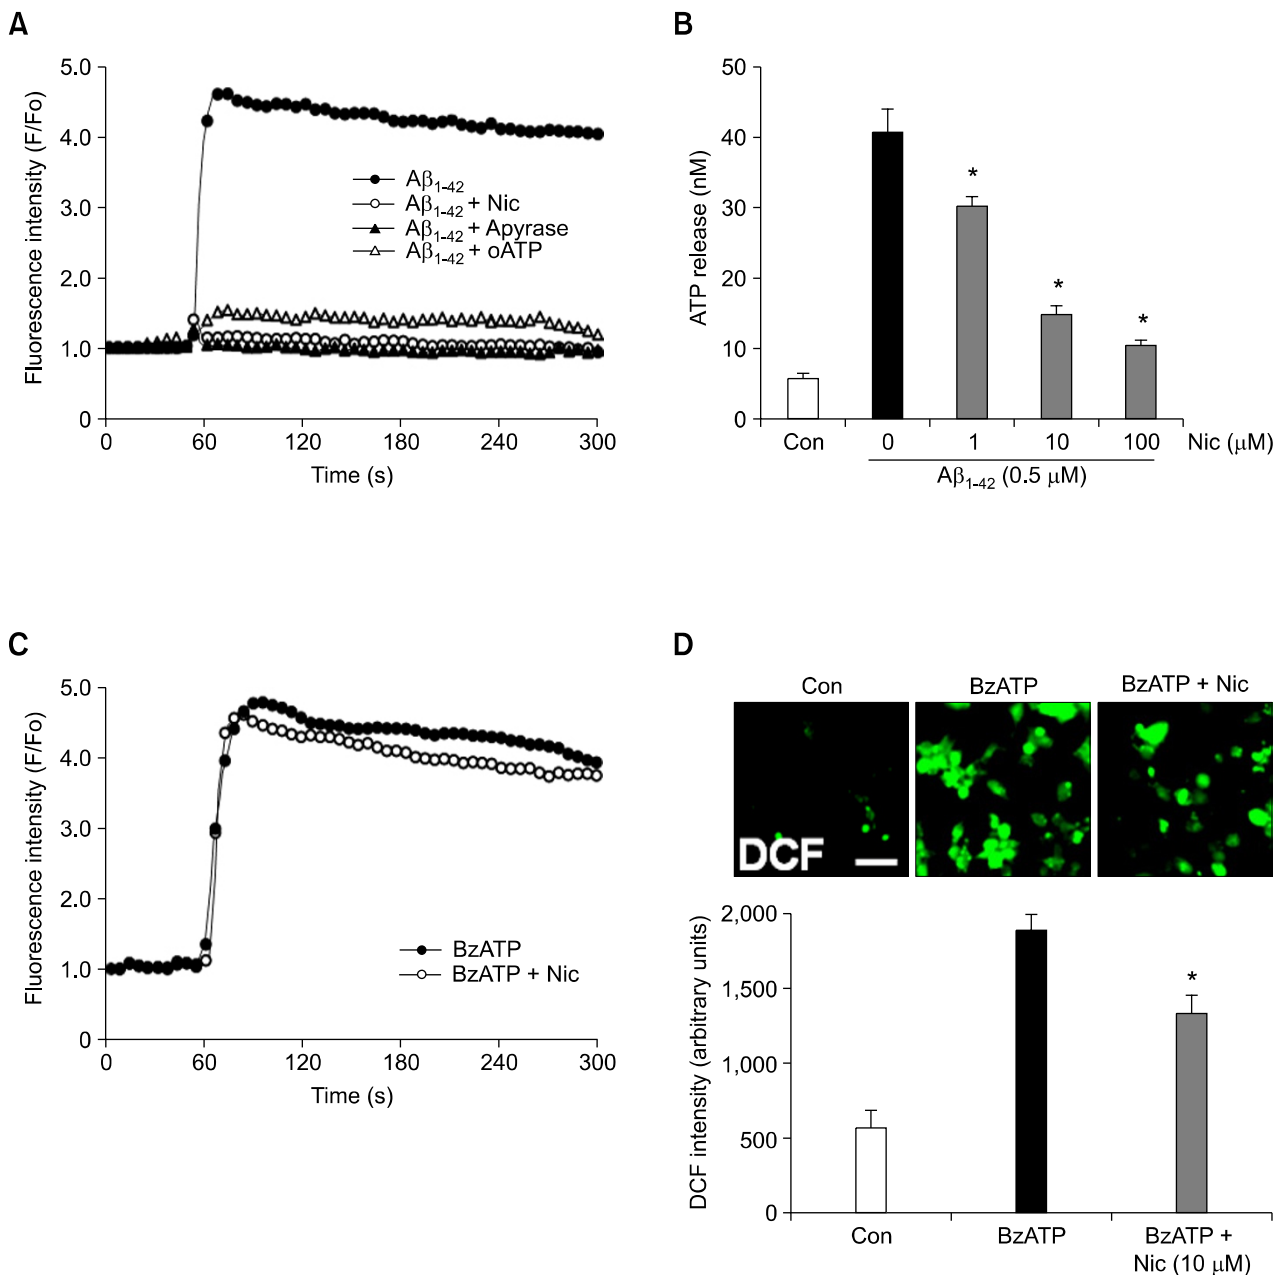 A
5.0
4.0
3.0
2.0
1.0
0
Fluorescence intensity (F/Fo)
Aβ1-42
Aβ1-42 + Nic
Aβ1-42 + Apyrase
Aβ1-42 + oATP
0 60 120 180 240 300
Time (s)
B
50
40
30
20
10
0
ATP release (nM)
*
*
*
Con 0 1 10 100 Nic (μM)
Aβ1-42 (0.5 μM)
C
5.0
4.0
3.0
2.0
1.0
0
Fluorescence intensity (F/Fo)
BzATP
BzATP + Nic
0 60 120 180 240 300
Time (s)
D
Con BzATP BzATP + Nic
DCF
2,000
1,500
1,000
500
0
DCF intensity (arbitrary units)
*
Con BzATP BzATP +
Nic (10 μM)